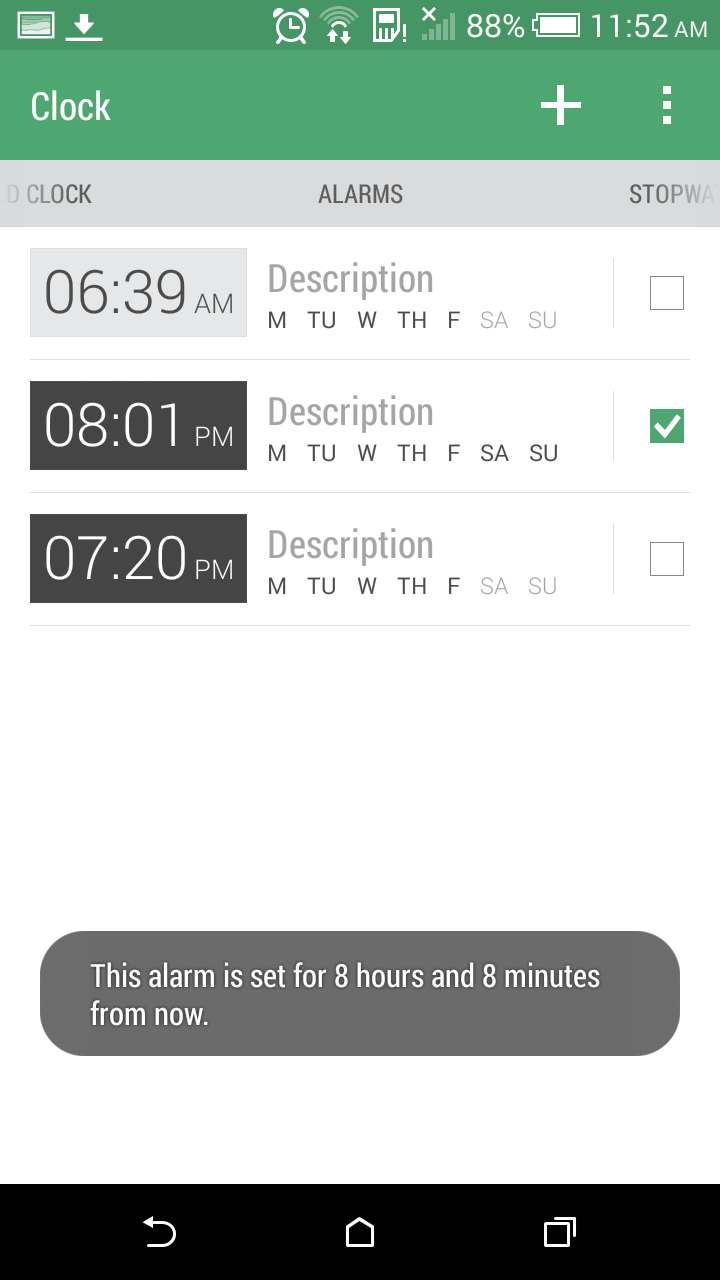 88% 11:52 AM
Clock
D CLOCK ALARMS STOPWA
06:39 AM Description
M TU W TH F SA SU
08:01 PM Description
M TU W TH F SA SU
07:20 PM Description
M TU W TH F SA SU
This alarm is set for 8 hours and 8 minutes
from now.